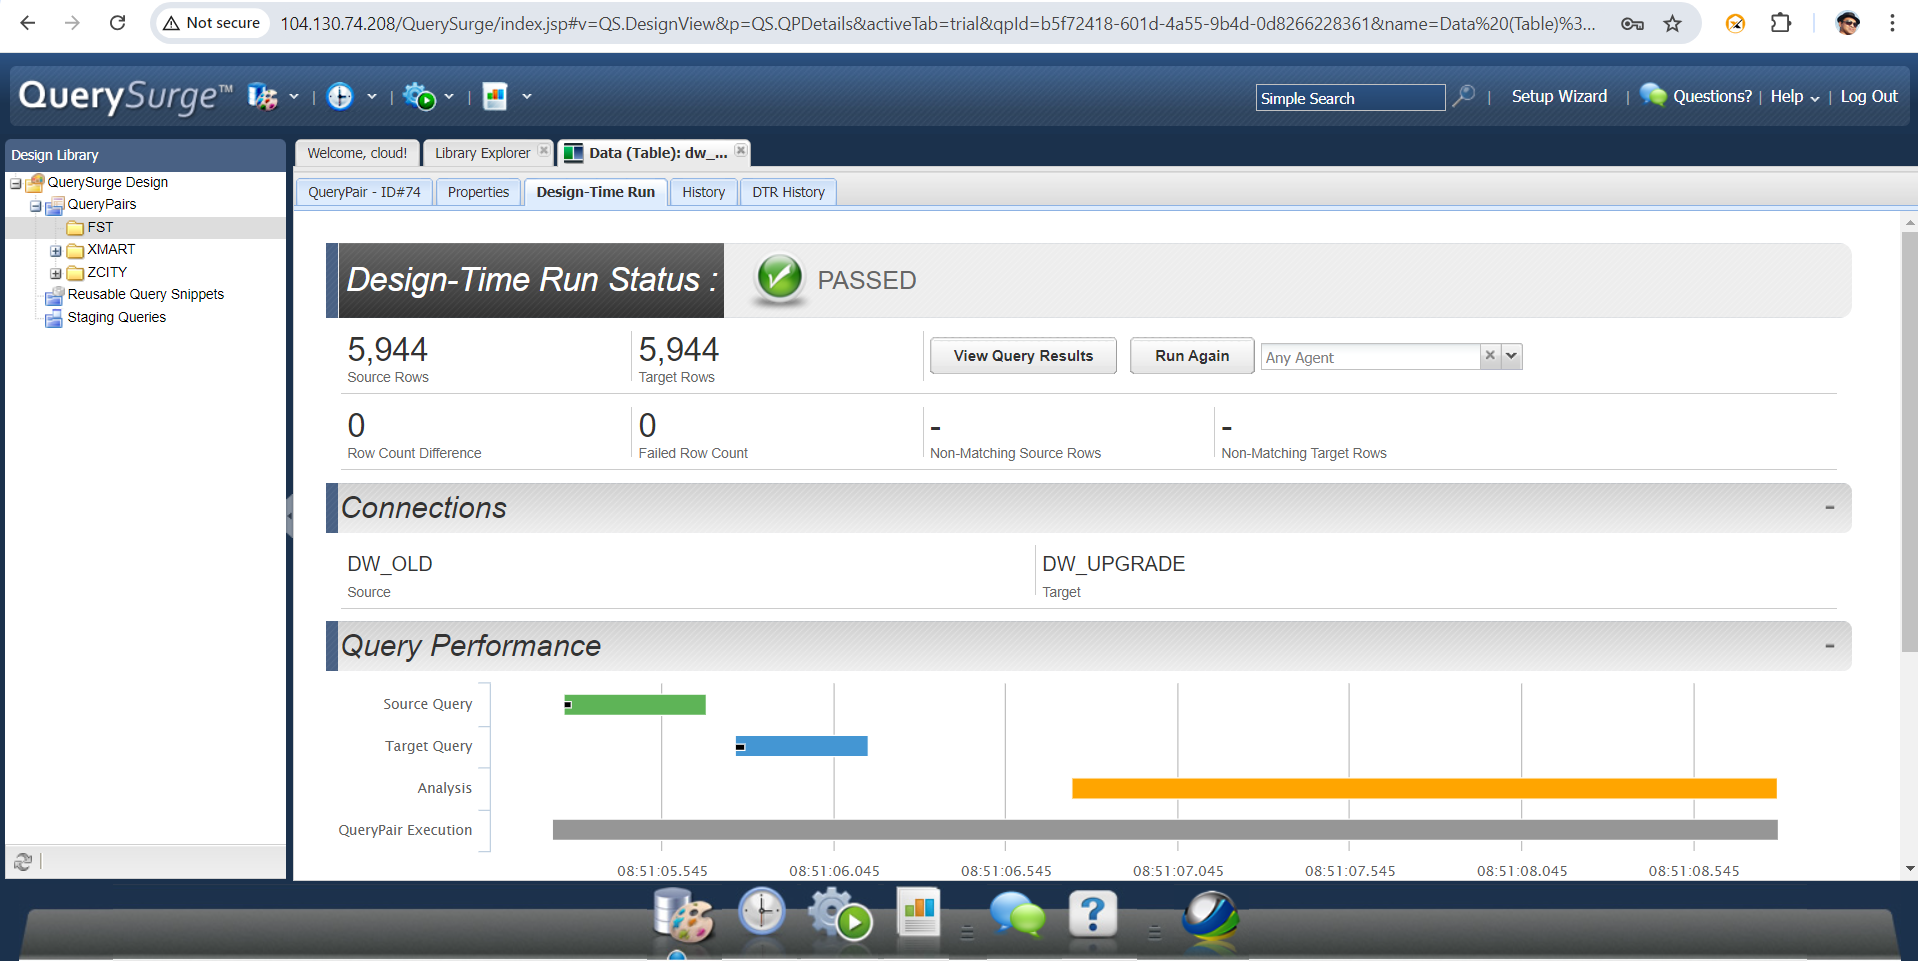 Not secure
104.130.74.208/QuerySurge/index.jsp#v=QS.DesignView&p=QS.QPDetails&activeTab=trial&qpId=b5f72418-601d-4a55-9b4d-0d8266228361&name=Data%20(Table)%3...
QuerySurge™
Simple Search
Setup Wizard
Questions?
Help
Log Out
Design Library
QuerySurge Design
QueryPairs
FST
XMART
ZCITY
Reusable Query Snippets
Staging Queries
Welcome, cloud!
Library Explorer
Data (Table): dw_...
QueryPair - ID#74
Properties
Design-Time Run
History
DTR History
Design-Time Run Status :
PASSED
5,944
Source Rows
5,944
Target Rows
View Query Results
Run Again
Any Agent
0
Row Count Difference
0
Failed Row Count
-
Non-Matching Source Rows
-
Non-Matching Target Rows
Connections
-
DW_OLD
Source
DW_UPGRADE
Target
Query Performance
-
Source Query
Target Query
Analysis
QueryPair Execution
08:51:05.545
08:51:06.045
08:51:06.545
08:51:07.045
08:51:07.545
08:51:08.045
08:51:08.545